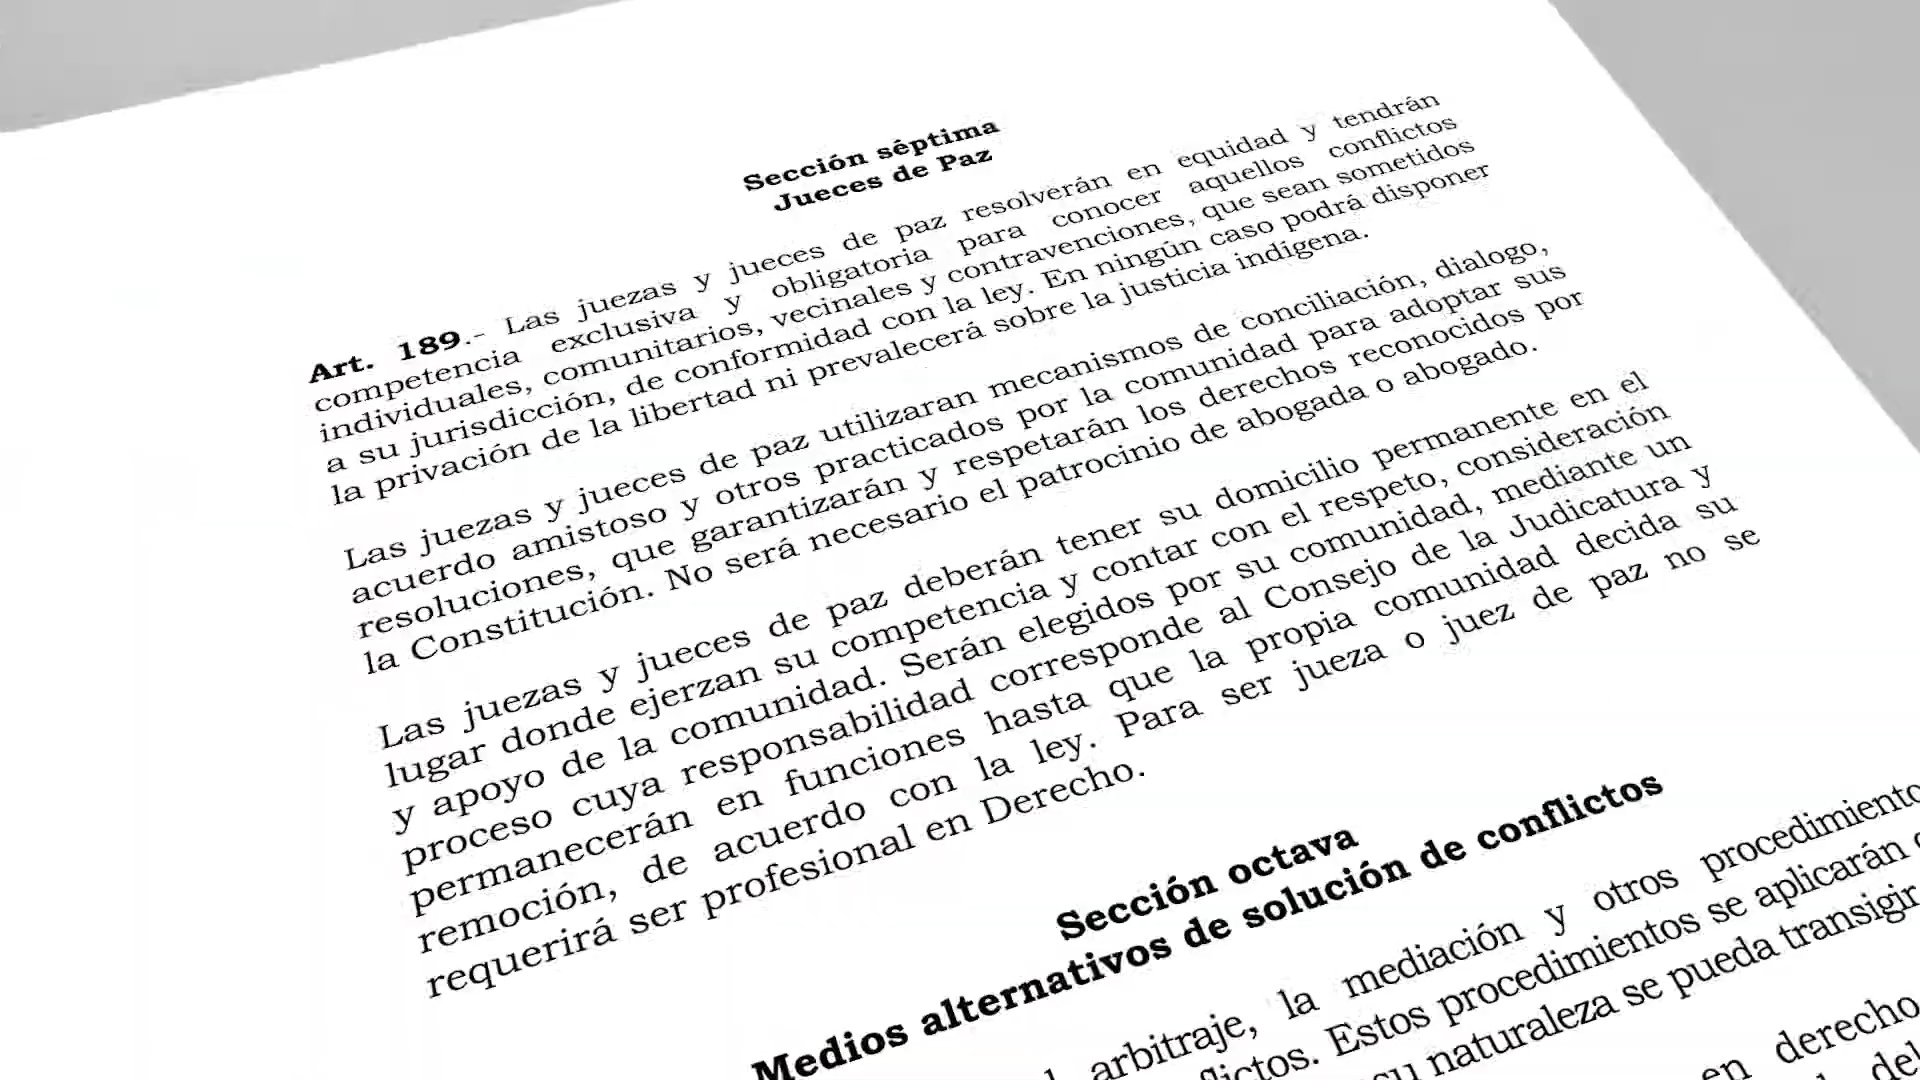 Sección séptima
Jueces de Paz
Art. 189.- Las juezas y jueces de paz resolverán en equidad y tendrán
competencia exclusiva y obligatoria para conocer aquellos conflictos
individuales, comunitarios, vecinales y contravenciones, que sean sometidos
a su jurisdicción, de conformidad con la ley. En ningún caso podrá disponer
la privación de la libertad ni prevalecerá sobre la justicia indígena.
Las juezas y jueces de paz utilizaran mecanismos de conciliación, dialogo,
acuerdo amistoso y otros practicados por la comunidad para adoptar sus
resoluciones, que garantizarán y respetarán los derechos reconocidos por
la Constitución. No será necesario el patrocinio de abogada o abogado.
Las juezas y jueces de paz deberán tener su domicilio permanente en el
lugar donde ejerzan su competencia y contar con el respeto, consideración
y apoyo de la comunidad. Serán elegidos por su comunidad, mediante un
proceso cuya responsabilidad corresponde al Consejo de la Judicatura y
permanecerán en funciones hasta que la propia comunidad decida su
remoción, de acuerdo con la ley. Para ser jueza o juez de paz no se
requerirá ser profesional en Derecho.
Sección octava
Medios alternativos de solución de conflictos
arbitraje, la mediación y otros procedimiento
flictos. Estos procedimientos se aplicarán
su naturaleza se pueda transigir
en derecho
del